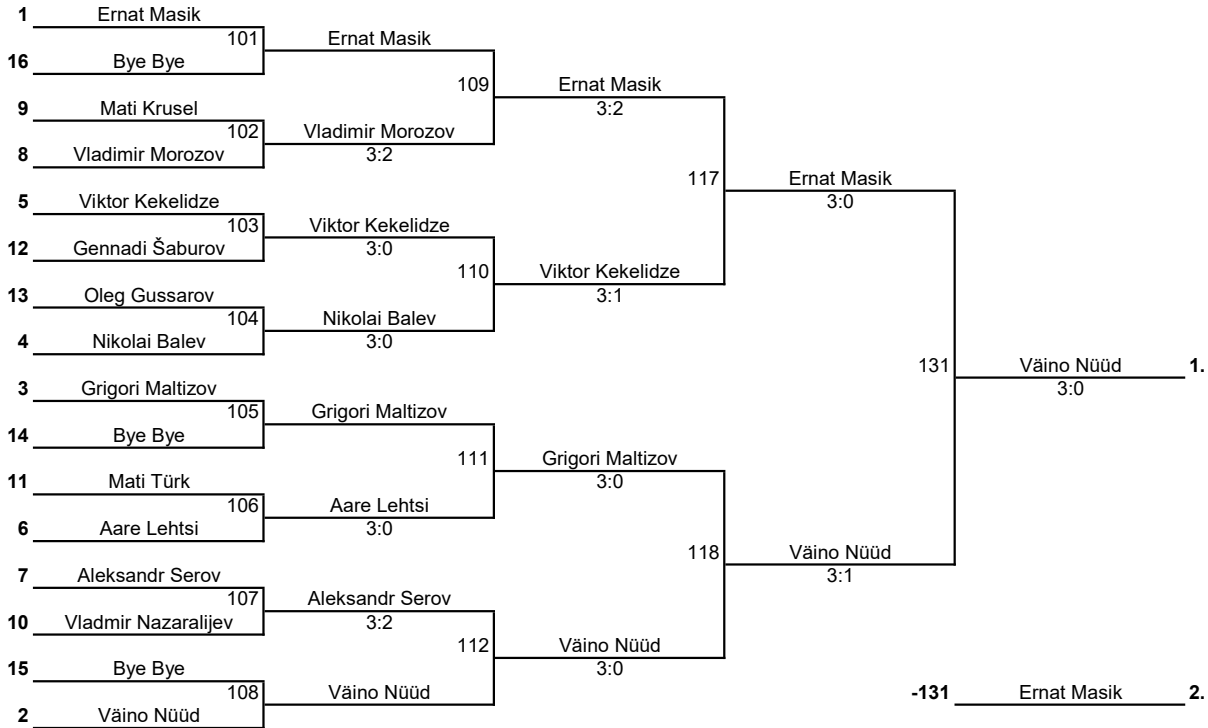 1 Ernat Masik
101 Ernat Masik
16 Bye Bye
109 Ernat Masik
3:2
9 Mati Krusel
102 Vladimir Morozov
3:2
8 Vladimir Morozov
117 Ernat Masik
3:0
5 Viktor Kekelidze
103 Viktor Kekelidze
3:0
12 Gennadi Šaburov
110 Viktor Kekelidze
3:1
13 Oleg Gussarov
104 Nikolai Balev
3:0
4 Nikolai Balev
131 Väino Nüüd 1.
3:0
3 Grigori Maltizov
105 Grigori Maltizov
14 Bye Bye
111 Grigori Maltizov
3:0
11 Mati Türk
106 Aare Lehtsi
3:0
6 Aare Lehtsi
118 Väino Nüüd
3:1
7 Aleksandr Serov
107 Aleksandr Serov
3:2
10 Vladmir Nazaralijev
112 Väino Nüüd
3:0
15 Bye Bye
108 Väino Nüüd
2 Väino Nüüd
-131 Ernat Masik 2.